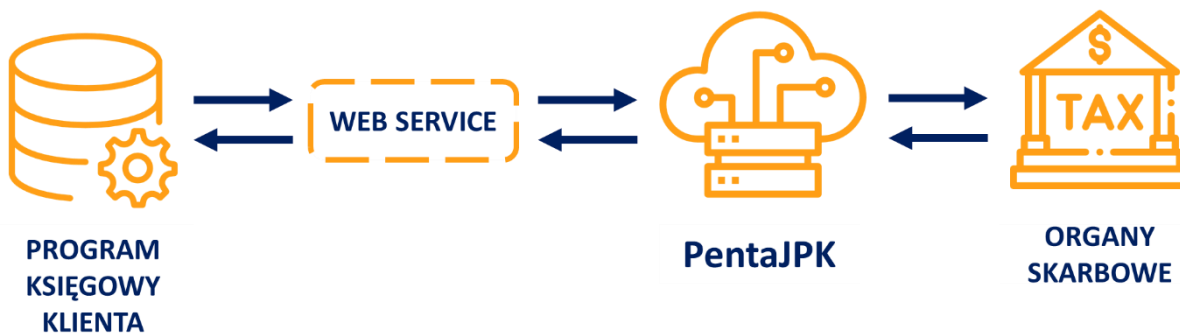 PROGRAM
KSIĘGOWY
KLIENTA
WEB SERVICE
PentaJPK
$
TAX
ORGANY
SKARBOWE